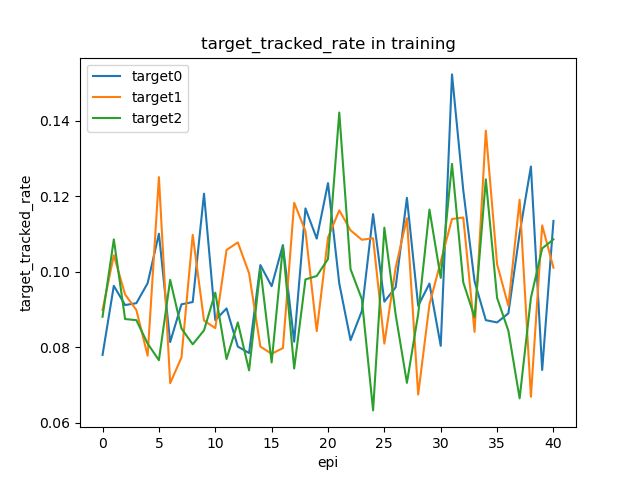 target_tracked_rate in training
target0
target1
target2
target_tracked_rate
0.14
0.12
0.10
0.08
0.06
0 5 10 15 20 25 30 35 40
epi